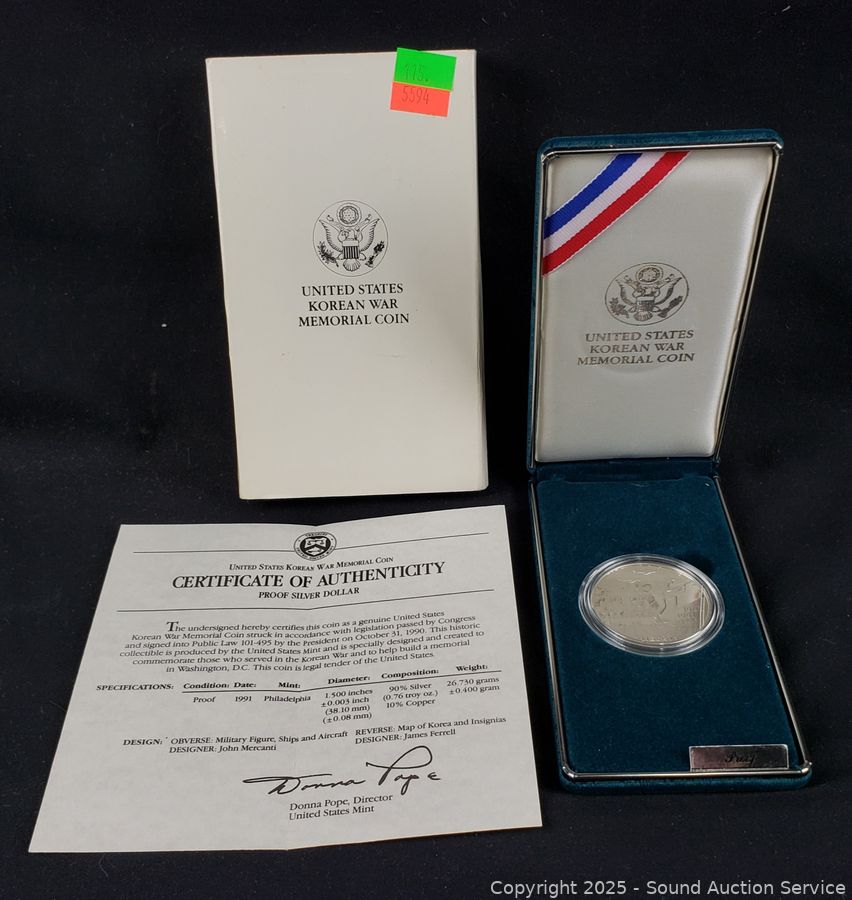 115.
5594
UNITED STATES
KOREAN WAR
MEMORIAL COIN
UNITED STATES
KOREAN WAR
MEMORIAL COIN
UNITED STATES KOREAN WAR MEMORIAL COIN
CERTIFICATE OF AUTHENTICITY
PROOF SILVER DOLLAR
The undersigned hereby certifies this coin as a genuine United States
Korean War Memorial Coin struck in accordance with legislation passed by Congress
and signed into Public Law 101-495 by the President on October 31, 1990. This historic
collectible is produced by the United States Mint and is specially designed and created to
commemorate those who served in the Korean War and to help build a memorial
in Washington, D.C. This coin is legal tender of the United States.
SPECIFICATIONS: Condition: Date: Mint: Diameter: Composition: Weight:
Proof 1991 Philadelphia 1.500 inches 90% Silver 26.730 grams
±0.003 inch (0.76 troy oz.) ±0.400 gram
(38.10 mm) 10% Copper
(±0.08 mm)
DESIGN: OBVERSE: Military Figure, Ships and Aircraft REVERSE: Map of Korea and Insignias
DESIGNER: John Mercanti DESIGNER: James Ferrell
Donna Pope
Donna Pope, Director
United States Mint
Proof
Copyright 2025 - Sound Auction Service